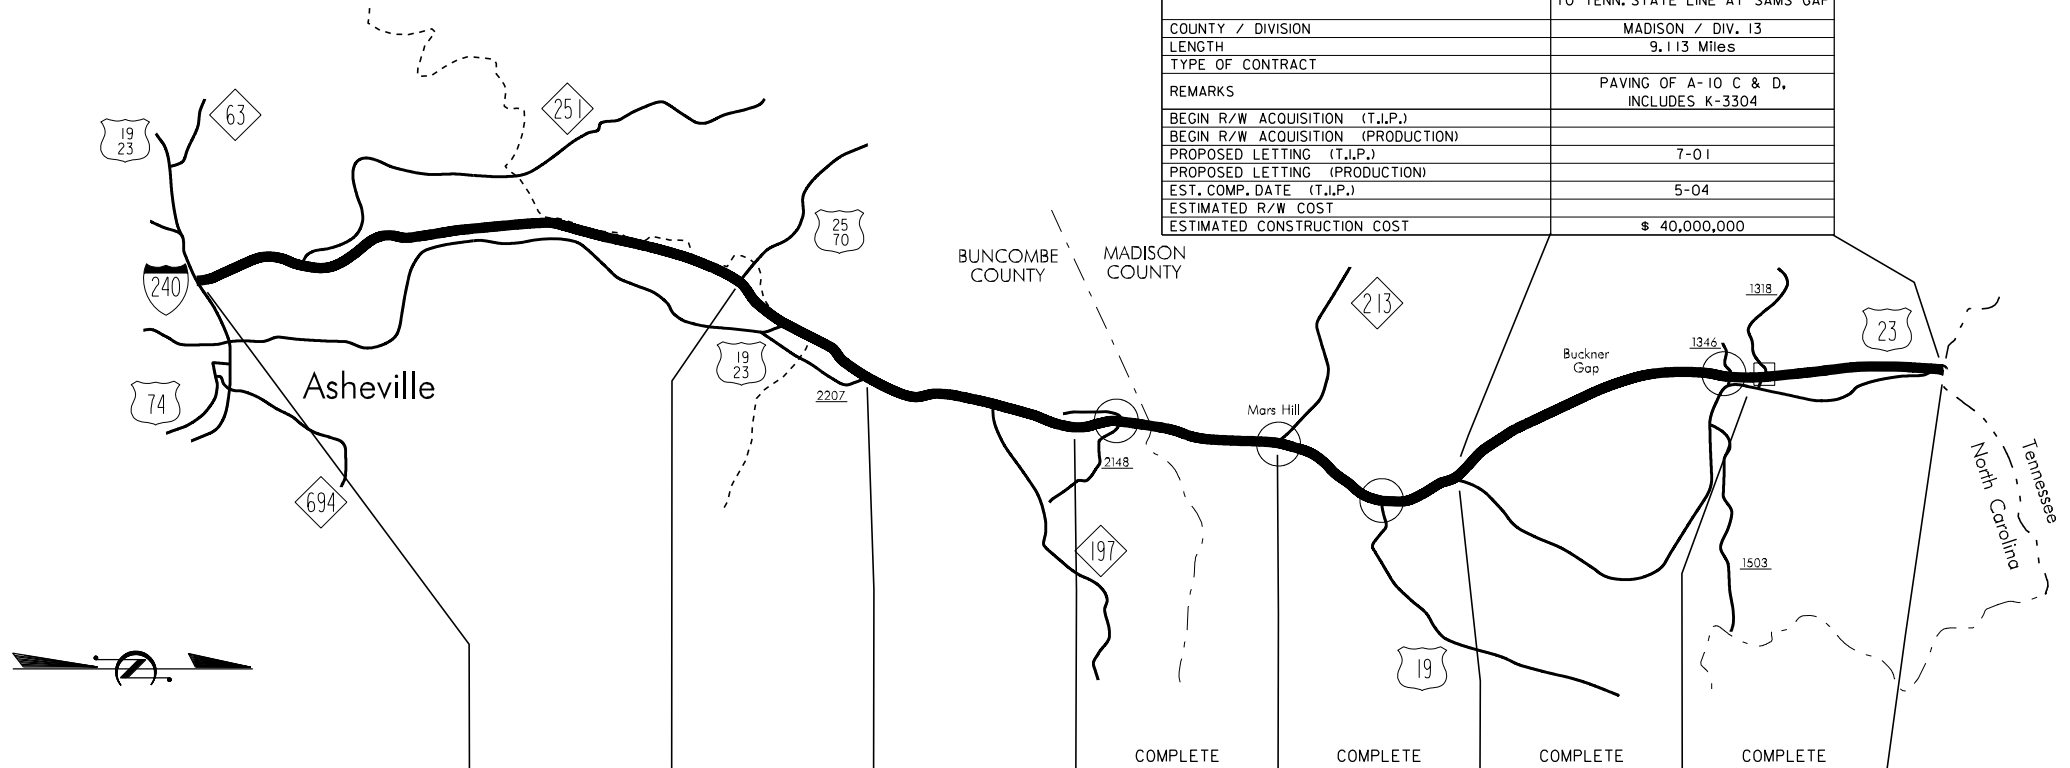 TO TENN. STATE LINE AT SAMS GAP
COUNTY / DIVISION MADISON / DIV. 13
LENGTH 9.113 Miles
TYPE OF CONTRACT
REMARKS PAVING OF A-10 C & D,
INCLUDES K-3304
BEGIN R/W ACQUISITION (T.I.P.)
BEGIN R/W ACQUISITION (PRODUCTION)
PROPOSED LETTING (T.I.P.) 7-01
PROPOSED LETTING (PRODUCTION)
EST. COMP. DATE (T.I.P.) 5-04
ESTIMATED R/W COST
ESTIMATED CONSTRUCTION COST $ 40,000,000
63
251
19
23
25
70
BUNCOMBE
COUNTY
MADISON
COUNTY
240
213
1318
23
1346
Buckner
Gap
19
23
74
Asheville
2207
Mars Hill
2148
694
197
1503
19
North Carolina
Tennessee
COMPLETE
COMPLETE
COMPLETE
COMPLETE